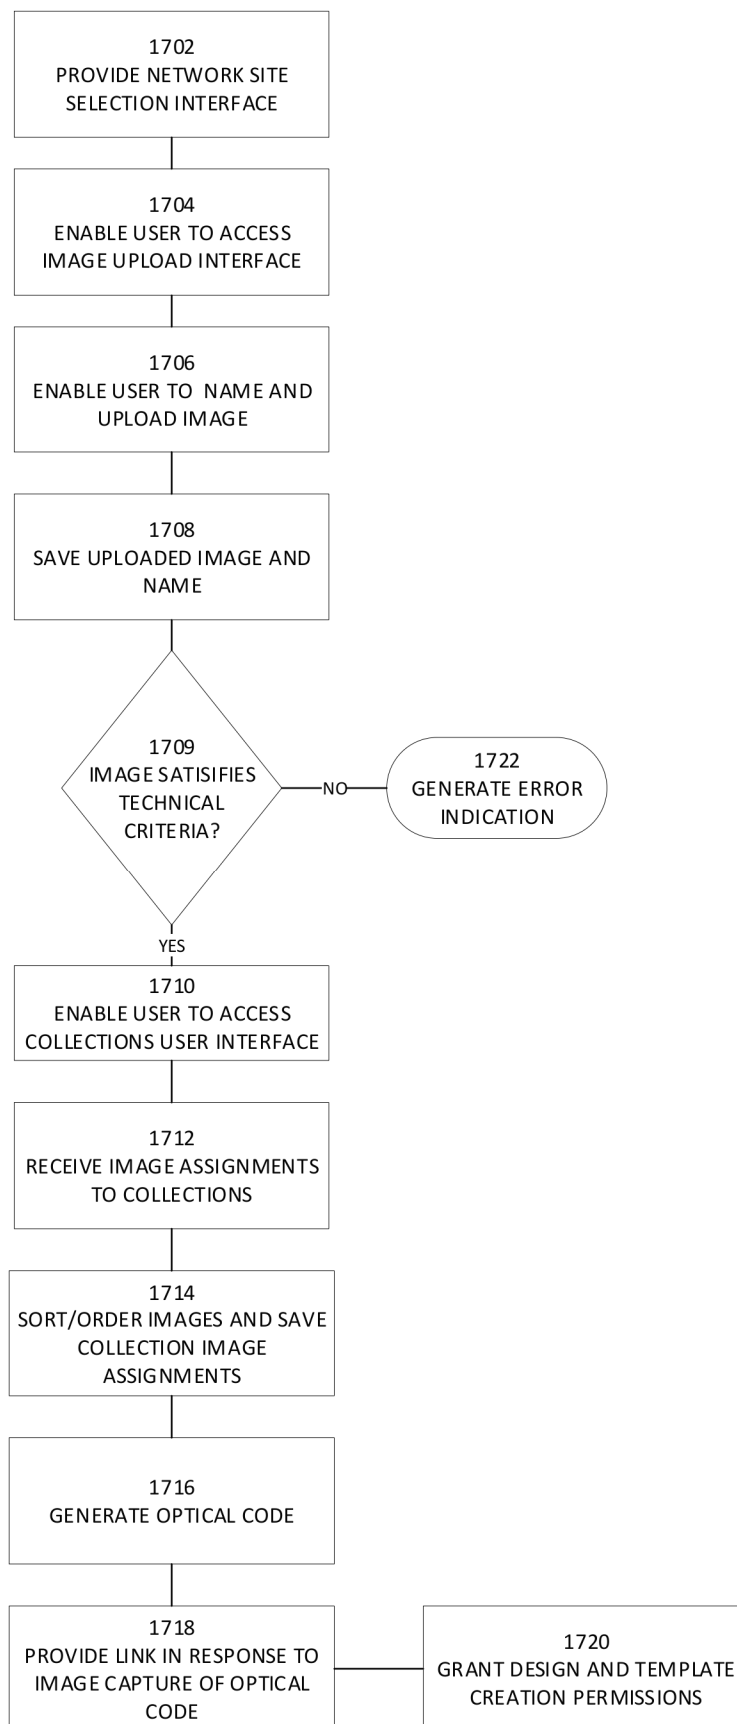 1702
PROVIDE NETWORK SITE
SELECTION INTERFACE
1704
ENABLE USER TO ACCESS
IMAGE UPLOAD INTERFACE
1706
ENABLE USER TO NAME AND
UPLOAD IMAGE
1708
SAVE UPLOADED IMAGE AND
NAME
1709
IMAGE SATISIFIES
TECHNICAL
CRITERIA?
NO
1722
GENERATE ERROR
INDICATION
YES
1710
ENABLE USER TO ACCESS
COLLECTIONS USER INTERFACE
1712
RECEIVE IMAGE ASSIGNMENTS
TO COLLECTIONS
1714
SORT/ORDER IMAGES AND SAVE
COLLECTION IMAGE
ASSIGNMENTS
1716
GENERATE OPTICAL CODE
1718
PROVIDE LINK IN RESPONSE TO
IMAGE CAPTURE OF OPTICAL
CODE
1720
GRANT DESIGN AND TEMPLATE
CREATION PERMISSIONS